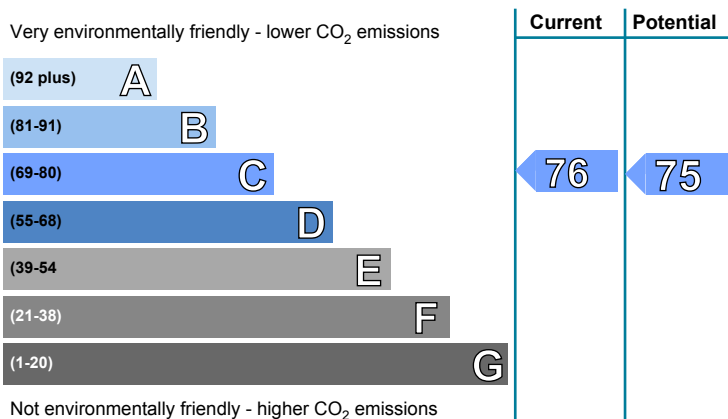 Current Potential
Very environmentally friendly - lower CO2 emissions
(92 plus) A
(81-91) B
(69-80) C 76 75
(55-68) D
(39-54 E
(21-38) F
(1-20) G
Not environmentally friendly - higher CO2 emissions